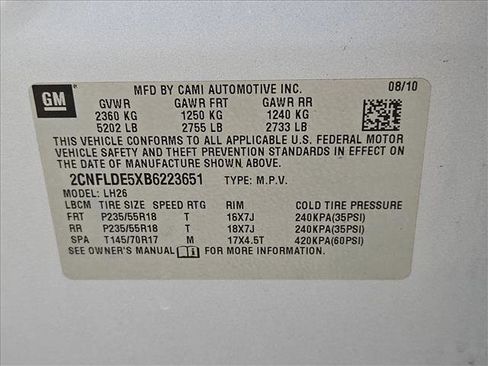 GM
MFD BY CAMI AUTOMOTIVE INC. 08/10
GVWR GAWR FRT GAWR RR
2360 KG 1250 KG 1240 KG
5202 LB 2755 LB 2733 LB
THIS VEHICLE CONFORMS TO ALL APPLICABLE U.S. FEDERAL MOTOR
VEHICLE SAFETY AND THEFT PREVENTION STANDARDS IN EFFECT ON
THE DATE OF MANUFACTURE SHOWN ABOVE.
2CNFLDE5XB6223651 TYPE: M.P.V.
MODEL: LH26
LBCM TIRE SIZE SPEED RTG RIM COLD TIRE PRESSURE
FRT P235/55R18 T 16X7J 240KPA(35PSI)
RR P235/55R18 T 18X7J 240KPA(35PSI)
SPA T145/70R17 M 17X4.5T 420KPA(60PSI)
SEE OWNER'S MANUAL FOR MORE INFORMATION.